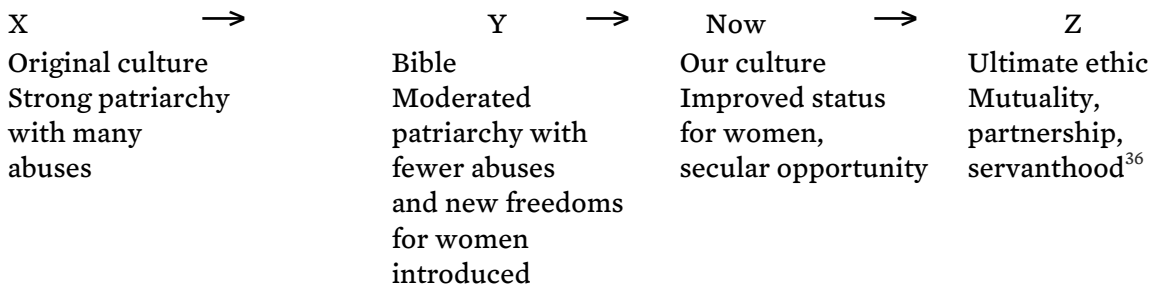 X → Y → Now → Z
Original culture Bible Our culture Ultimate ethic
Strong patriarchy Moderated Improved status Mutuality,
with many patriarchy with for women, partnership,
abuses fewer abuses secular opportunity servanthood36
and new freedoms
for women
introduced